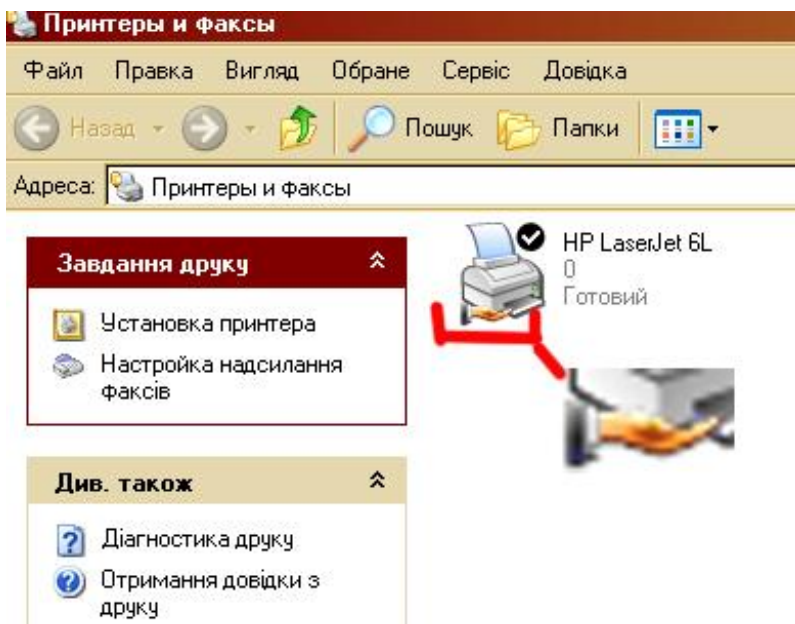 Принтеры и факсы
Файл Правка Вигляд Обране Сервіс Довідка
Назад Пошук Папки
Адреса: Принтеры и факсы
Завдання друку
Установка принтера
Настройка надсилання
факсів
Див. також
Діагностика друку
Отримання довідки з
друку
HP LaserJet 6L
0
Готовий